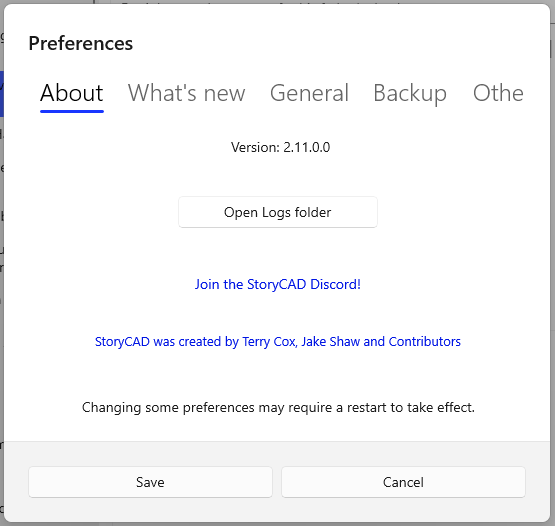 Preferences
About What's new General Backup Othe
Version: 2.11.0.0
Open Logs folder
Join the StoryCAD Discord!
StoryCAD was created by Terry Cox, Jake Shaw and Contributors
Changing some preferences may require a restart to take effect.
Save Cancel